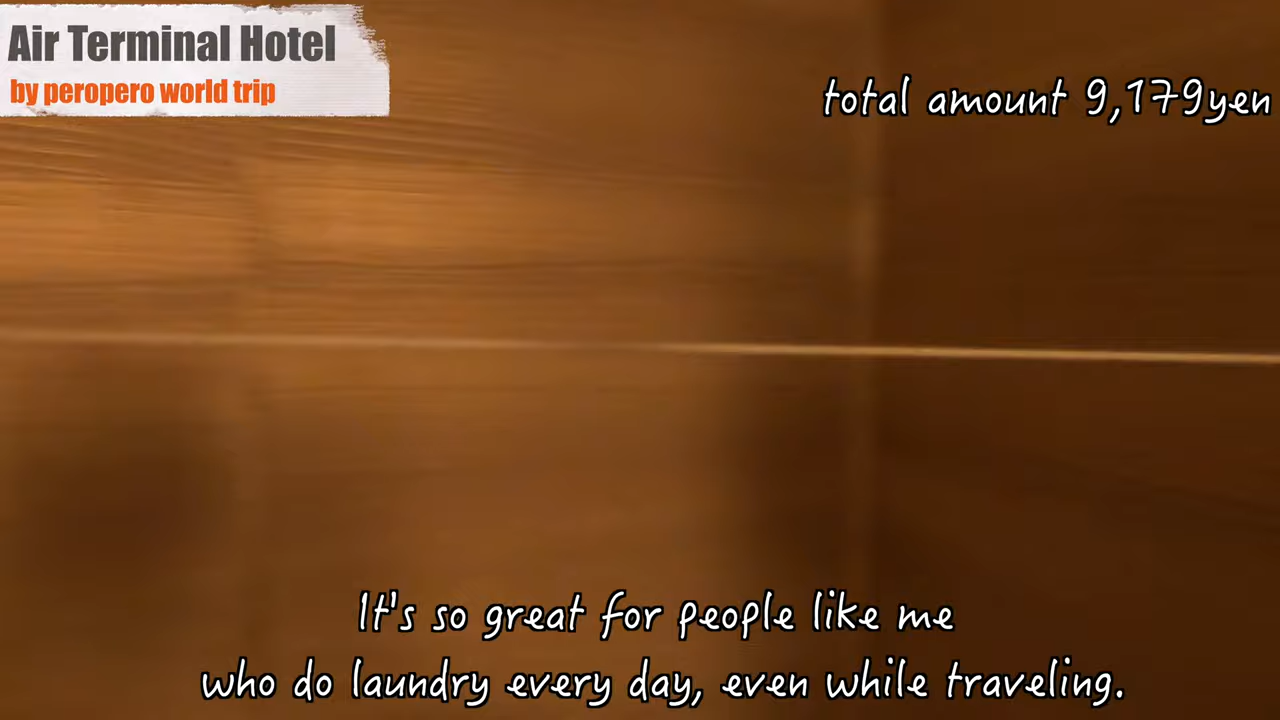 Air Terminal Hotel
by peropero world trip
total amount 9,179yen
It's so great for people like me
who do laundry every day, even while traveling.